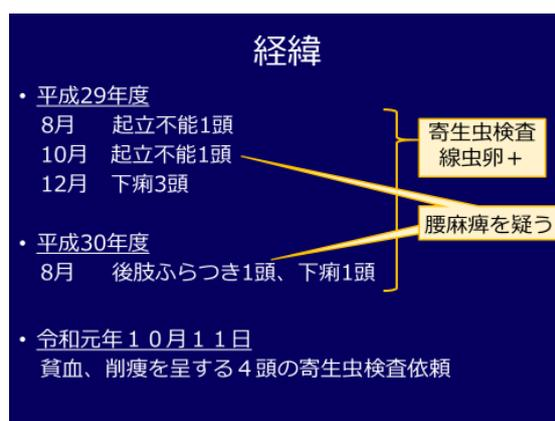 経緯
• 平成29年度
8月 起立不能1頭
10月 起立不能1頭
12月 下痢3頭
寄生虫検査
線虫卵+
腰麻痺を疑う
• 平成30年度
8月 後肢ふらつき1頭、下痢1頭
• 令和元年10月11日
貧血、削痩を呈する4頭の寄生虫検査依頼